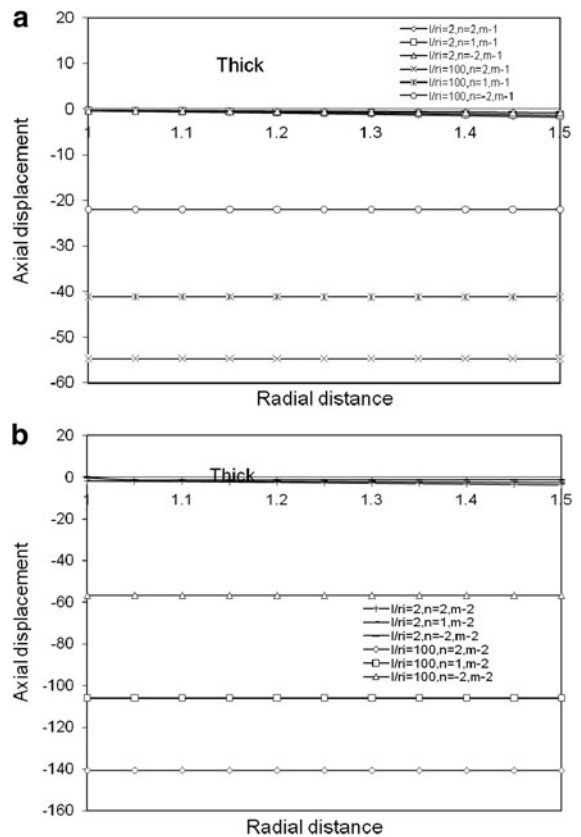 a
20
10
0
-10
-20
-30
-40
-50
-60
Axial displacement
Thick
l/ri=2,n=2,m-1
l/ri=2,n=1,m-1
l/ri=2,n=-2,m-1
l/ri=100,n=2,m-1
l/ri=100,n=1,m-1
l/ri=100,n=-2,m-1
1 1.1 1.2 1.3 1.4 1.5
Radial distance
b
20
0
-20
-40
-60
-80
-100
-120
-140
-160
Axial displacement
Thick
1 1.1 1.2 1.3 1.4 1.5
l/ri=2,n=2,m-2
l/ri=2,n=1,m-2
l/ri=2,n=-2,m-2
l/ri=100,n=2,m-2
l/ri=100,n=1,m-2
l/ri=100,n=-2,m-2
Radial distance